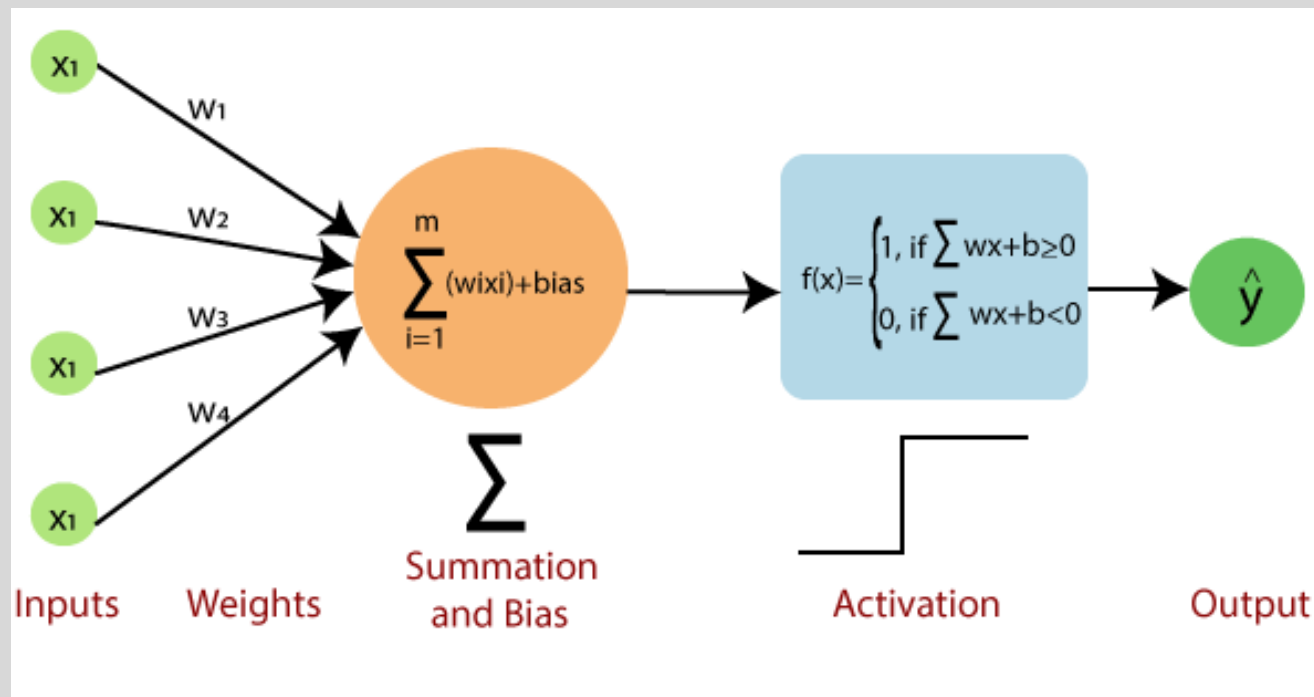 x1
w1
x1
w2
m
∑(wixi)+bias
i=1
f(x)={1, if ∑ wx+b≥0
0, if ∑ wx+b<0
ŷ
x1
w3
w4
x1
∑
Summation
and Bias
Inputs
Weights
Activation
Output